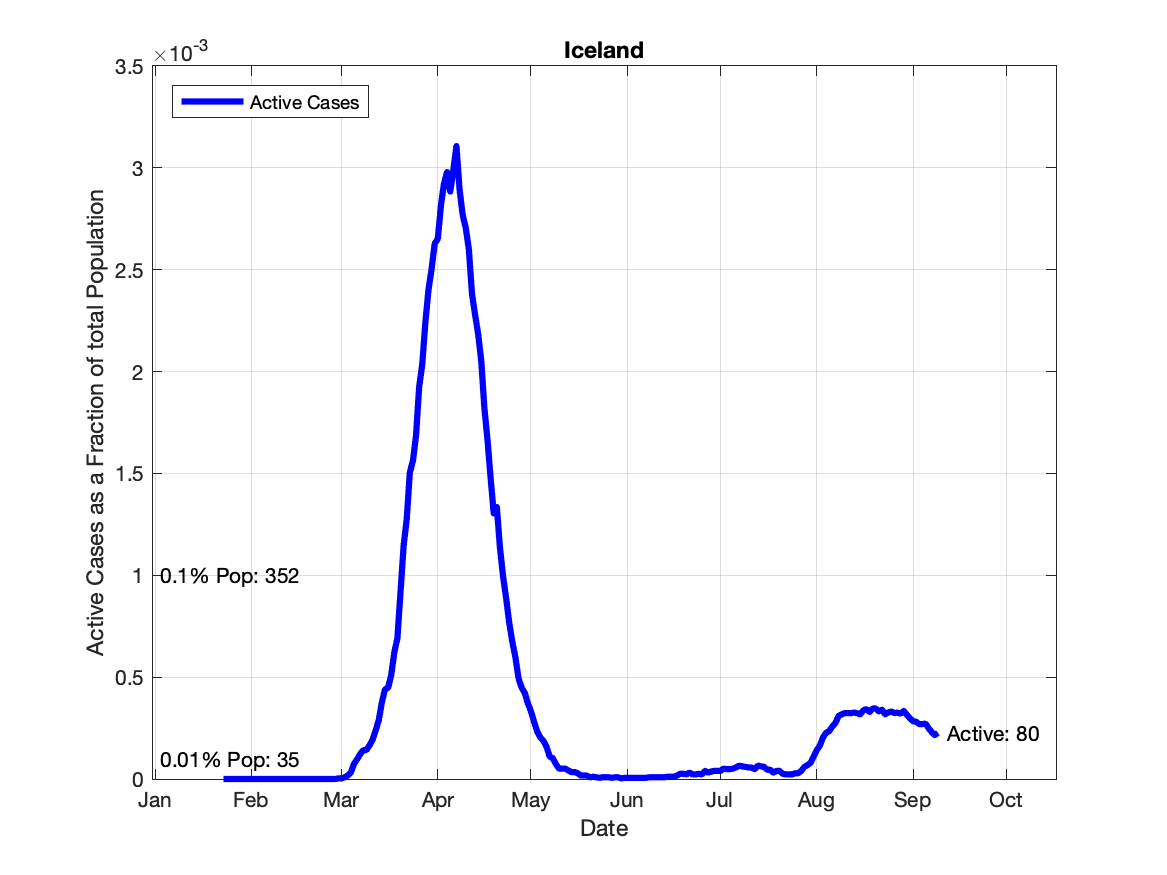 Iceland
×10-3
3.5
3
2.5
2
1.5
1
0.5
0
Active Cases as a Fraction of total Population
Active Cases
0.1% Pop: 352
0.01% Pop: 35
Active: 80
Jan Feb Mar Apr May Jun Jul Aug Sep Oct
Date